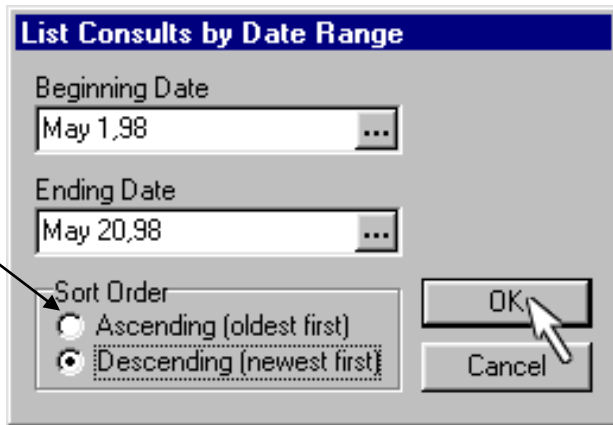 List Consults by Date Range
Beginning Date
May 1,98
...
Ending Date
May 20,98
...
Sort Order
Ascending (oldest first)
Descending (newest first)
OK
Cancel